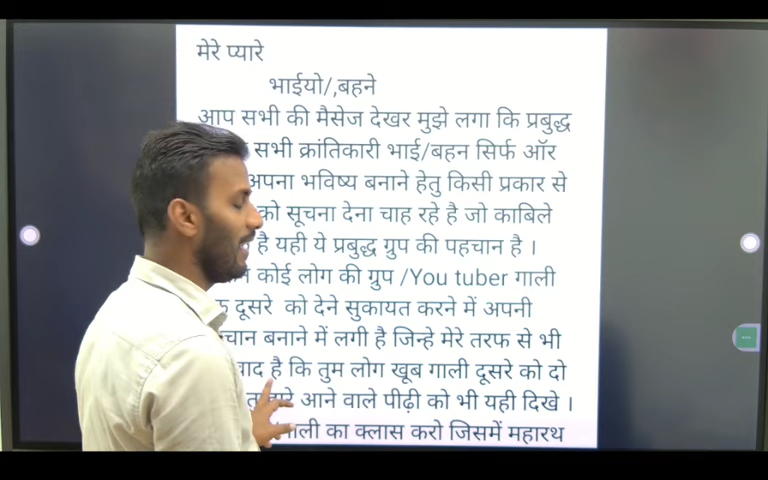 मेरे प्यारे
भाईयो/,बहने
आप सभी की मैसेज देखर मुझे लगा कि प्रबुद्ध
सभी क्रांतिकारी भाई/बहन सिर्फ ऑर
अपना भविष्य बनाने हेतु किसी प्रकार से
को सूचना देना चाह रहे है जो काबिले
है यही ये प्रबुद्ध ग्रुप की पहचान है ।
कोई लोग की ग्रुप /You tuber गाली
दूसरे को देने सुकायत करने में अपनी
बनाने में लगी है जिन्हे मेरे तरफ से भी
है कि तुम लोग खूब गाली दूसरे को दो
आने वाले पीढ़ी को भी यही दिखे ।
का क्लास करो जिसमें महारथ